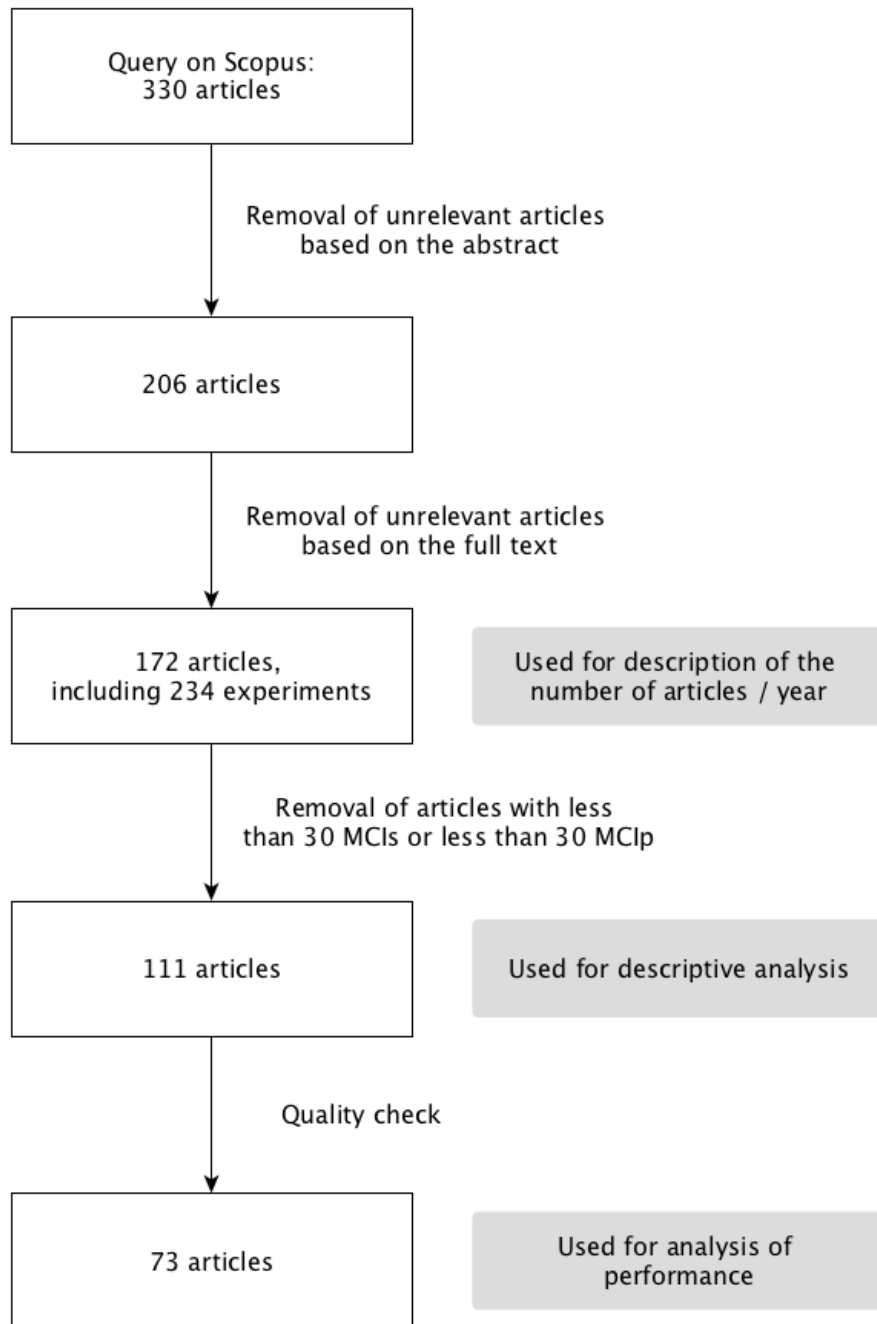 Query on Scopus:
330 articles
Removal of unrelevant articles
based on the abstract
206 articles
Removal of unrelevant articles
based on the full text
172 articles,
including 234 experiments
Used for description of the
number of articles / year
Removal of articles with less
than 30 MCIs or less than 30 MCIp
111 articles
Used for descriptive analysis
Quality check
73 articles
Used for analysis of
performance